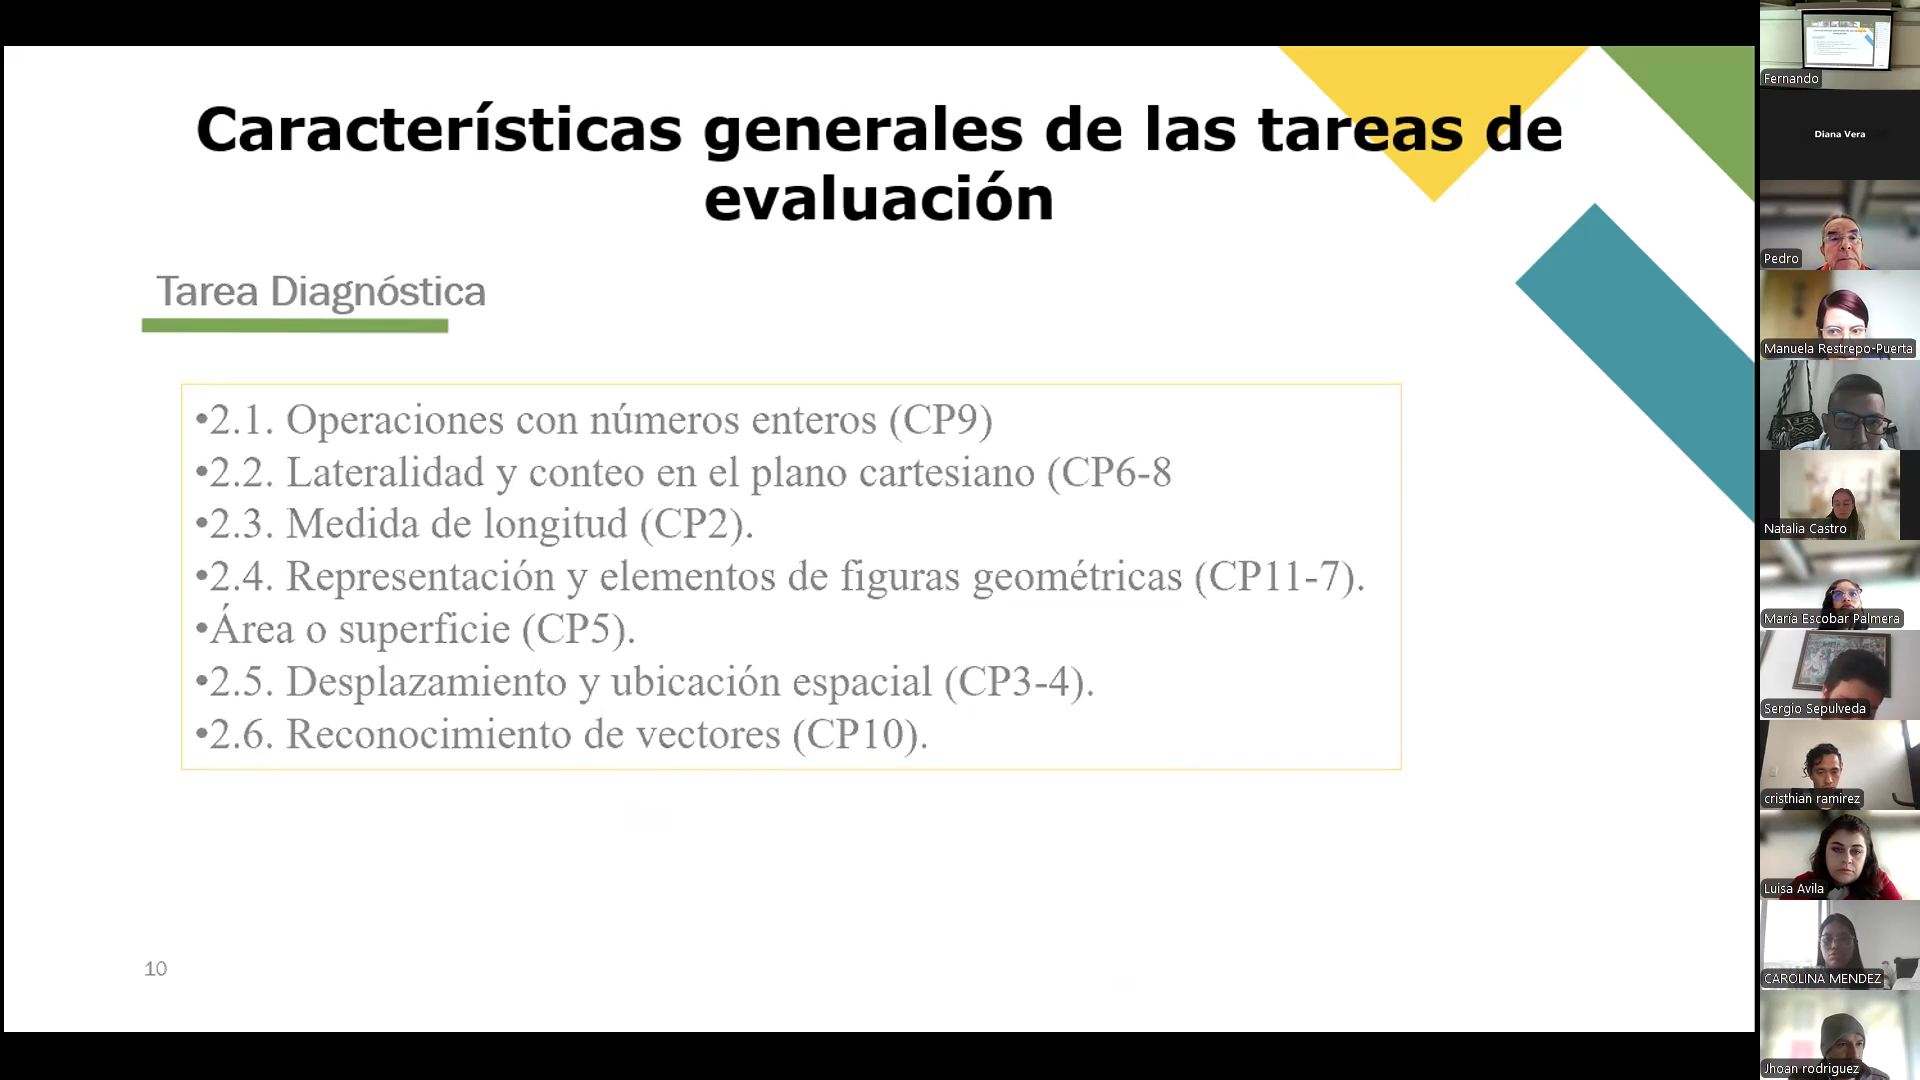 Características generales de las tareas de
evaluación
Tarea Diagnóstica
•2.1. Operaciones con números enteros (CP9)
•2.2. Lateralidad y conteo en el plano cartesiano (CP6-8
•2.3. Medida de longitud (CP2).
•2.4. Representación y elementos de figuras geométricas (CP11-7).
•Área o superficie (CP5).
•2.5. Desplazamiento y ubicación espacial (CP3-4).
•2.6. Reconocimiento de vectores (CP10).
10
Fernando
Diana Vera
Pedro
Manuela Restrepo-Puerta
Natalia Castro
María Escobar Palmera
Sergio Sepulveda
cristhian ramirez
Luisa Avila
CAROLINA MENDEZ
Jhoan rodriguez